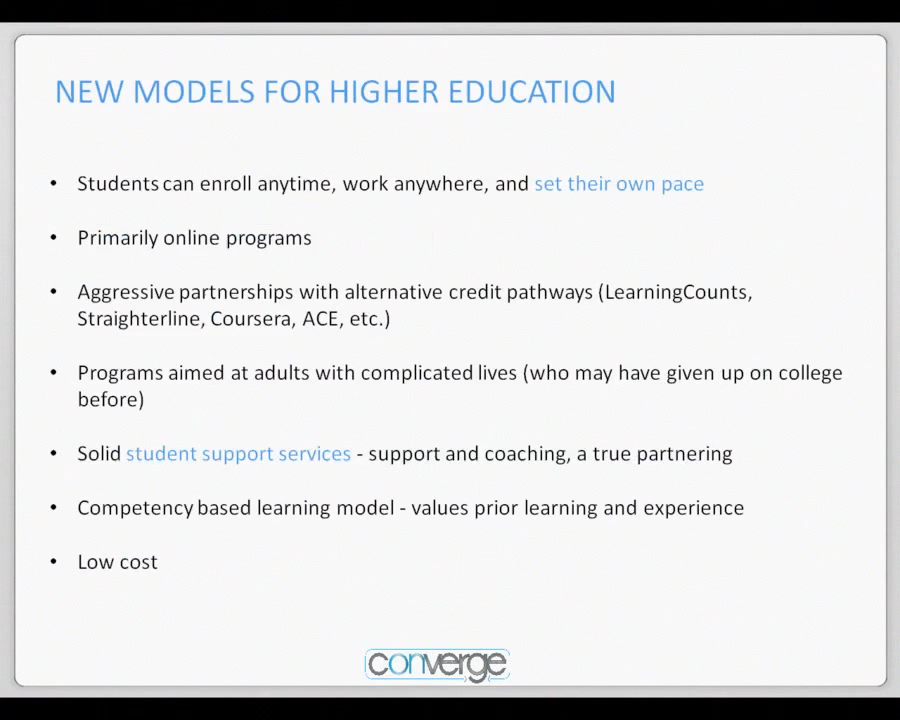 NEW MODELS FOR HIGHER EDUCATION
• Students can enroll anytime, work anywhere, and set their own pace
• Primarily online programs
• Aggressive partnerships with alternative credit pathways (LearningCounts,
Straighterline, Coursera, ACE, etc.)
• Programs aimed at adults with complicated lives (who may have given up on college
before)
• Solid student support services - support and coaching, a true partnering
• Competency based learning model - values prior learning and experience
• Low cost
converge